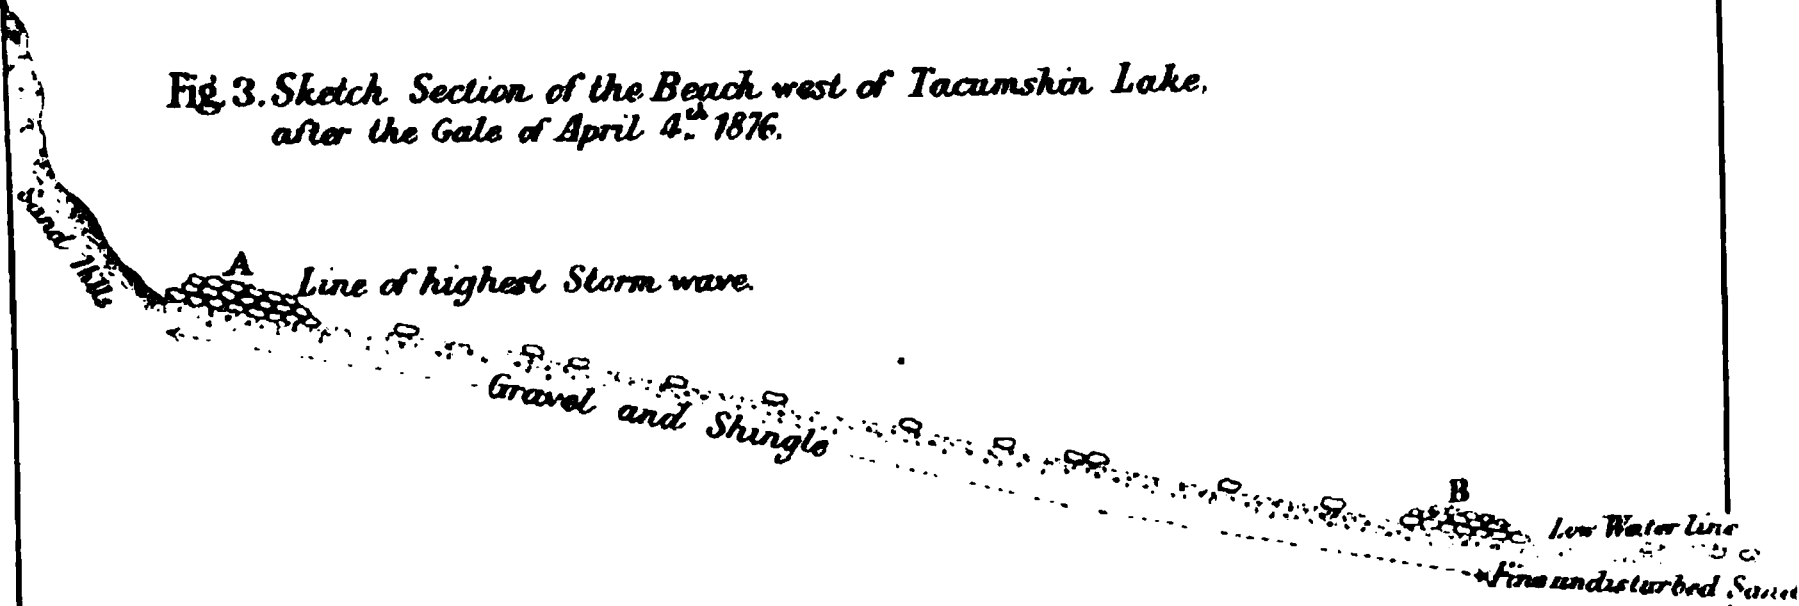 Fig. 3. Sketch Section of the Beach west of Tacumshin Lake,
after the Gale of April 4th 1876.
Sand Hills
A
Line of highest Storm wave.
Gravel and Shingle
B
Low Water line
Fine undisturbed Sand